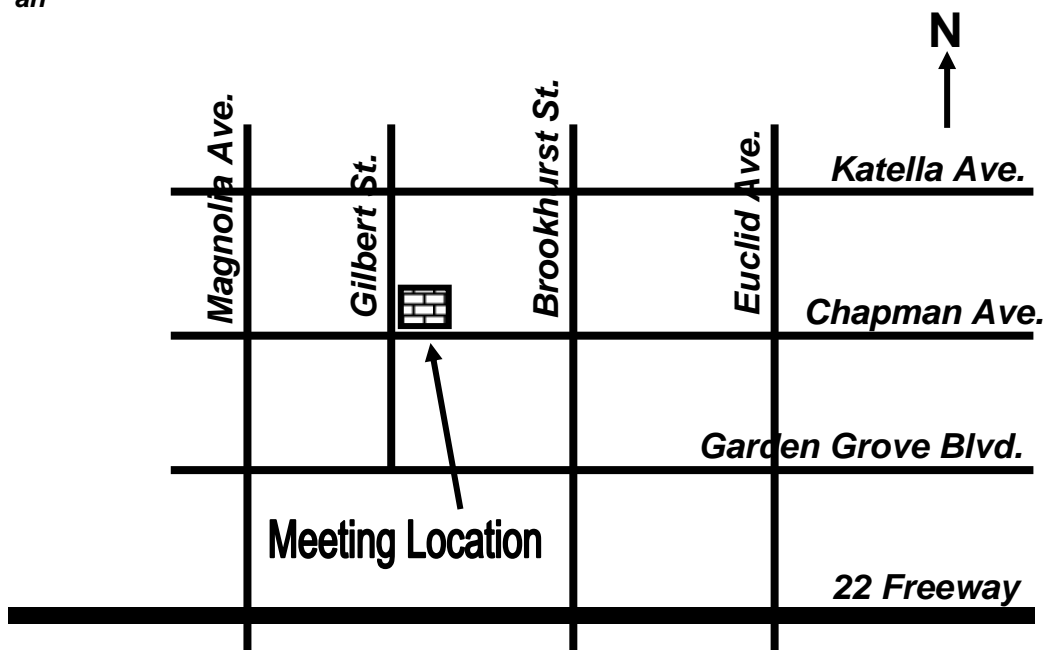 N
Magnolia Ave.
Gilbert St.
Brookhurst St.
Euclid Ave.
Katella Ave.
Chapman Ave.
Garden Grove Blvd.
Meeting Location
22 Freeway